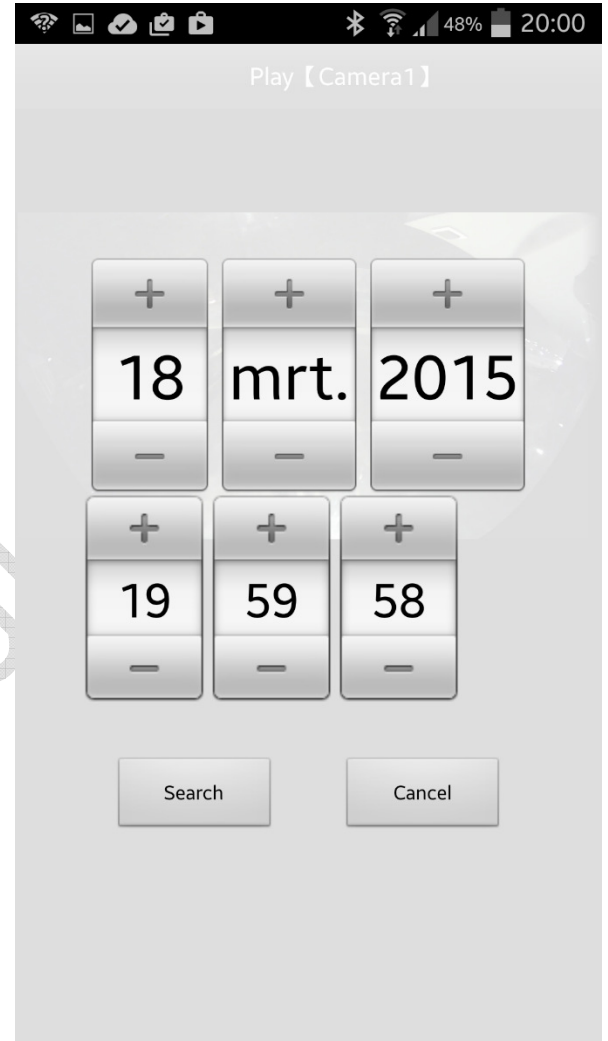 48% 20:00
Play【Camera1】
+ + +
18 mrt. 2015
− − −
+ + +
19 59 58
− − −
Search Cancel